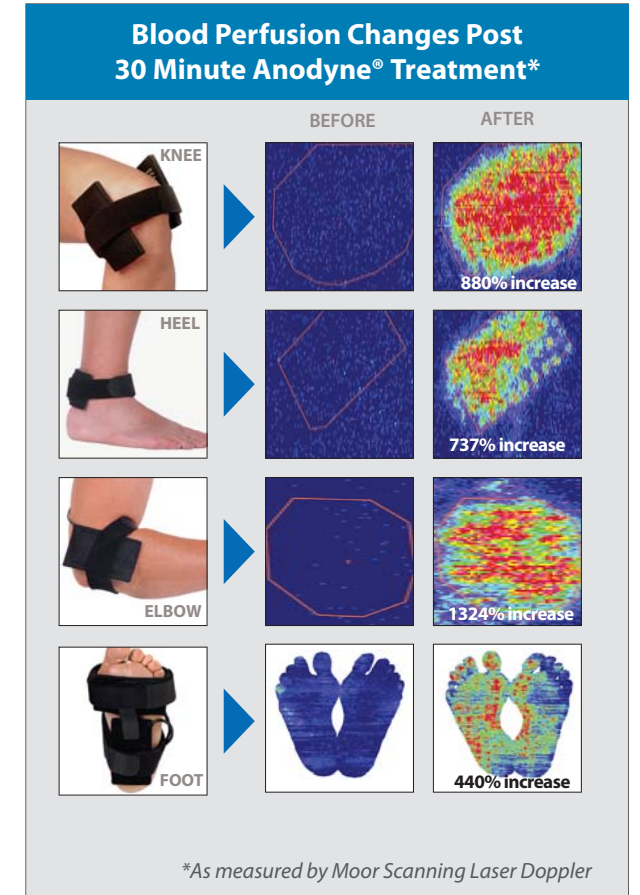 Blood Perfusion Changes Post
30 Minute Anodyne® Treatment*
BEFORE
AFTER
KNEE
880% increase
HEEL
737% increase
ELBOW
1324% increase
FOOT
440% increase
*As measured by Moor Scanning Laser Doppler